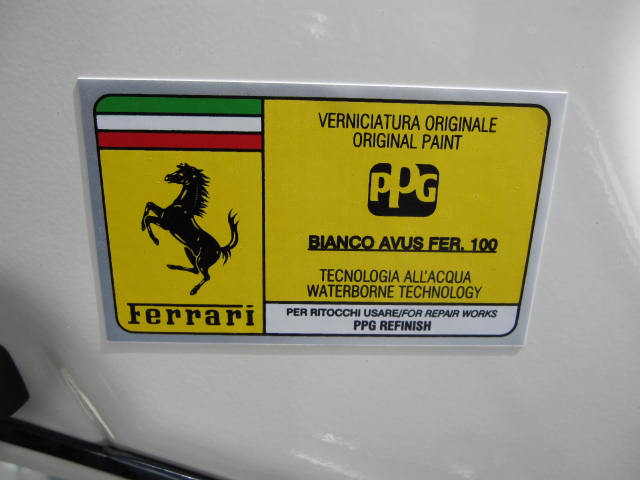 Ferrari
VERNICIATURA ORIGINALE
ORIGINAL PAINT
PPG
BIANCO AVUS FER. 100
TECNOLOGIA ALL'ACQUA
WATERBORNE TECHNOLOGY
PER RITOCCHI USARE/FOR REPAIR WORKS
PPG REFINISH